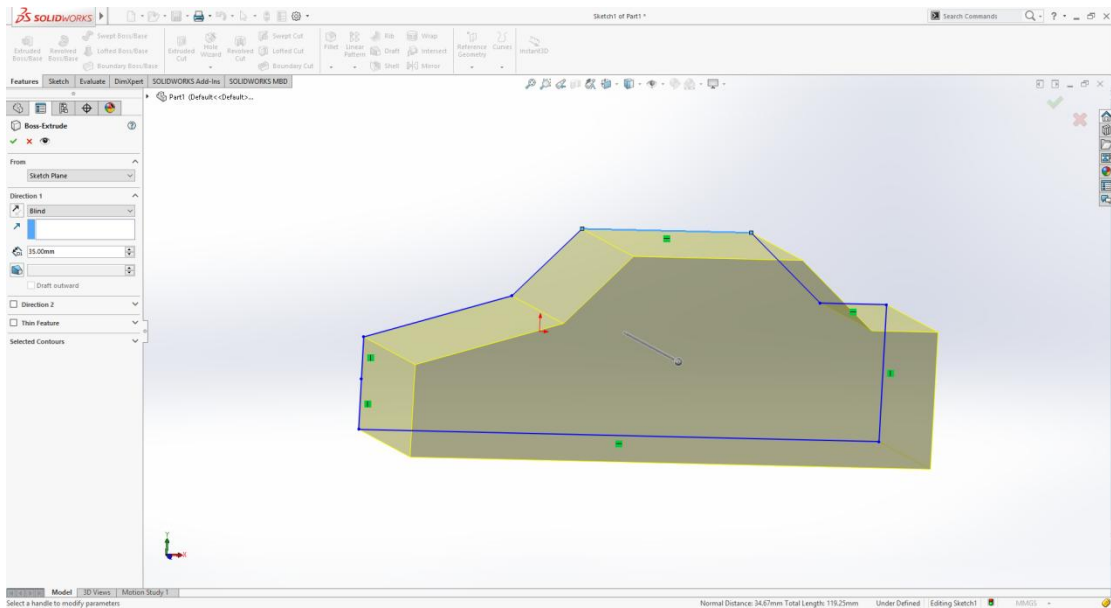 SOLIDWORKS
Sketch1 of Part1 *
Search Commands
Extruded Boss/Base
Revolved Boss/Base
Swept Boss/Base
Lofted Boss/Base
Boundary Boss/Base
Extruded Cut
Hole Wizard
Revolved Cut
Swept Cut
Lofted Cut
Boundary Cut
Fillet
Linear Pattern
Rib
Draft
Shell
Wrap
Intersect
Mirror
Reference Geometry
Curves
Instant3D
Features Sketch Evaluate DimXpert SOLIDWORKS Add-Ins SOLIDWORKS MBD
Part1 (Default<<Default>...
Boss-Extrude
From
Sketch Plane
Direction 1
Blind
35.00mm
Draft outward
Direction 2
Thin Feature
Selected Contours
Y
X
Model 3D Views Motion Study 1
Select a handle to modify parameters
Normal Distance: 34.67mm Total Length: 119.25mm Under Defined Editing Sketch1 MMGS